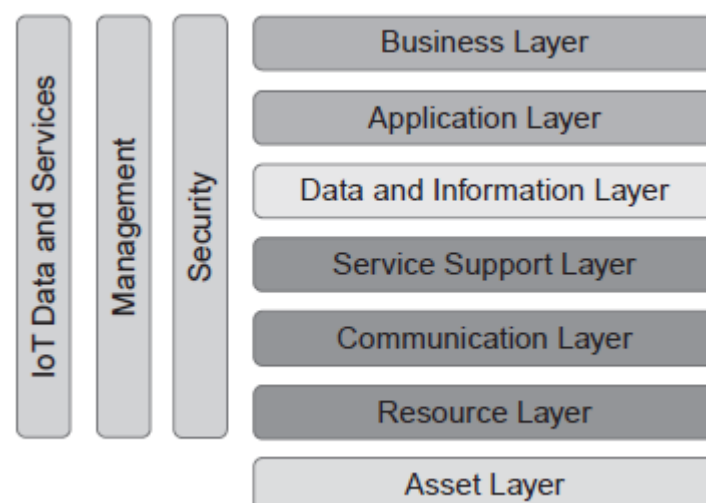 IoT Data and Services
Management
Security
Business Layer
Application Layer
Data and Information Layer
Service Support Layer
Communication Layer
Resource Layer
Asset Layer